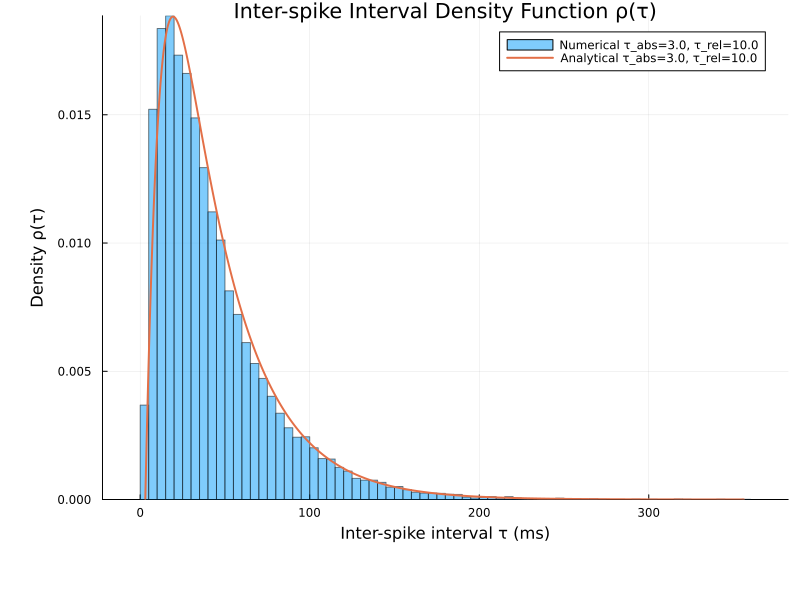 Inter-spike Interval Density Function ρ(τ)
Numerical τ_abs=3.0, τ_rel=10.0
Analytical τ_abs=3.0, τ_rel=10.0
Density ρ(τ)
0.015
0.010
0.005
0.000
0
100
200
300
Inter-spike interval τ (ms)